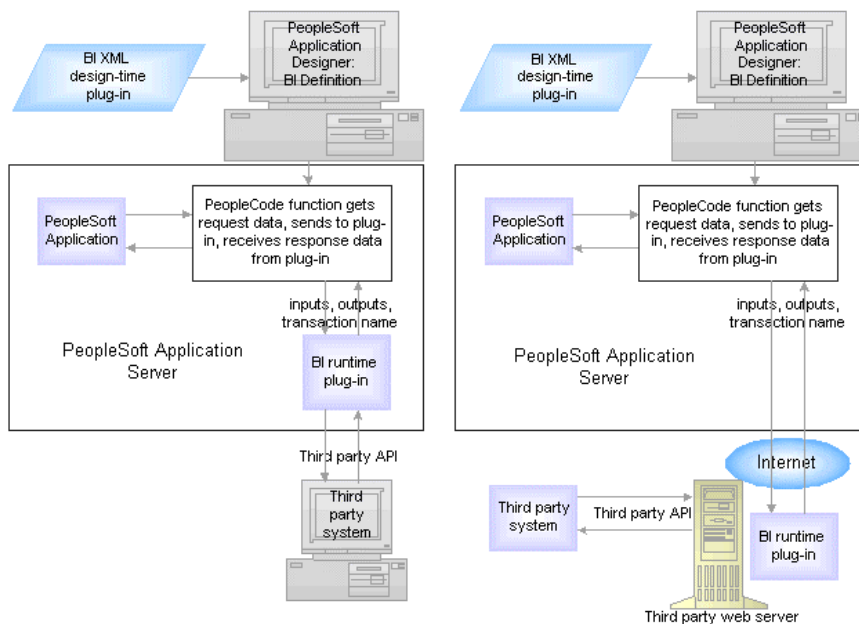 BI XML
design-time
plug-in
PeopleSoft
Application
Designer:
BI Definition
PeopleSoft
Application
PeopleCode function gets
request data, sends to plug-
in, receives response data
from plug-in
inputs, outputs,
transaction name
PeopleSoft Application
Server
BI runtime
plug-in
Third party API
Third
party
system
BI XML
design-time
plug-in
PeopleSoft
Application
Designer:
BI Definition
PeopleSoft
Application
PeopleCode function gets
request data, sends to plug-
in, receives response data
from plug-in
inputs, outputs,
transaction name
PeopleSoft Application
Server
Internet
Third party
system
Third party API
BI runtime
plug-in
Third party web server